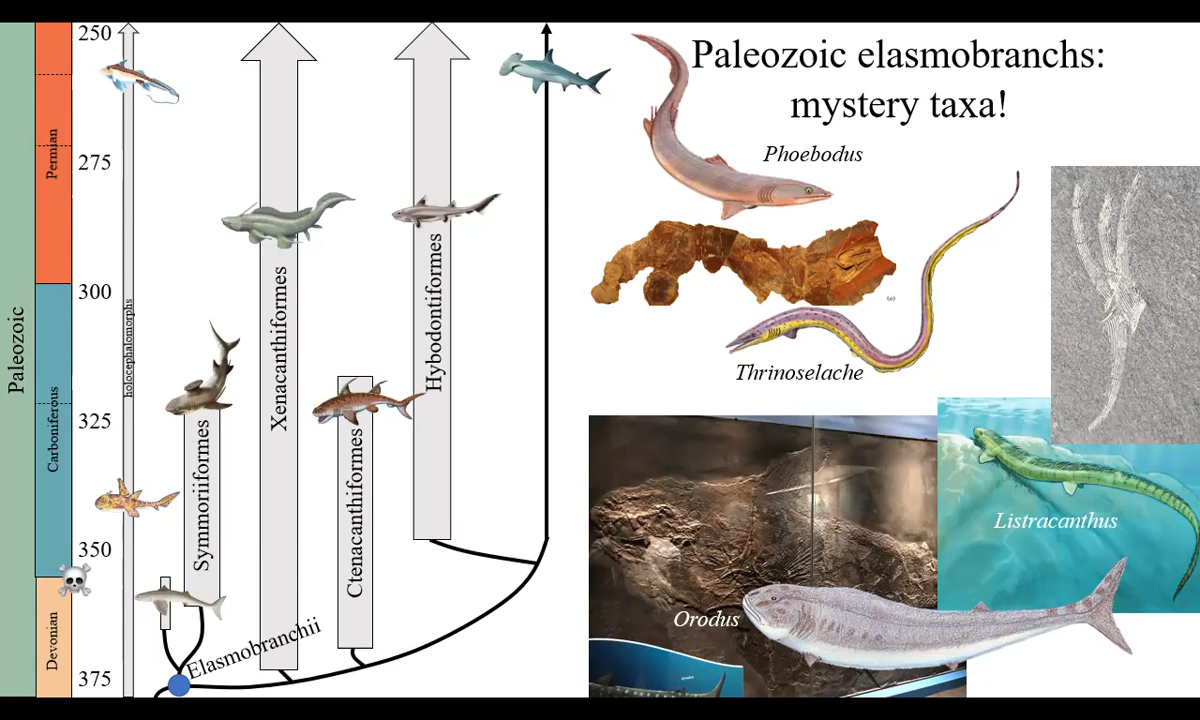 Paleozoic elasmobranchs:
mystery taxa!
250
275
300
325
350
375
Paleozoic
Permian
Carboniferous
Devonian
holocephalomorphs
Symmoriiformes
Xenacanthiformes
Ctenacanthiformes
Hybodontiformes
Elasmobranchii
Phoebodus
(a)
Thrinoselache
Listracanthus
Orodus